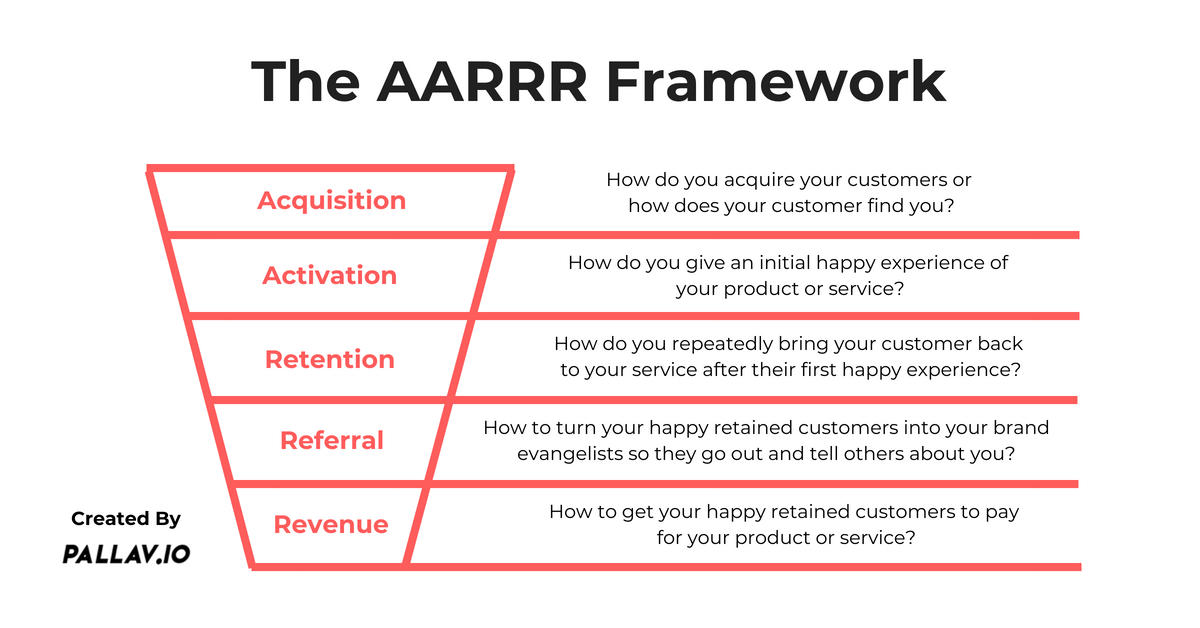 The AARRR Framework
Acquisition
How do you acquire your customers or
how does your customer find you?
Activation
How do you give an initial happy experience of
your product or service?
Retention
How do you repeatedly bring your customer back
to your service after their first happy experience?
Referral
How to turn your happy retained customers into your brand
evangelists so they go out and tell others about you?
Revenue
How to get your happy retained customers to pay
for your product or service?
Created By
PALLAV.IO